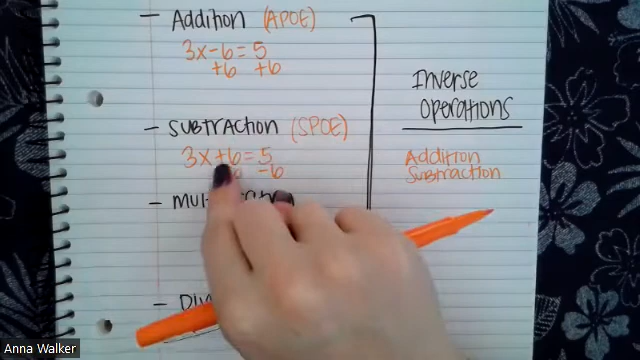 – Addition (APOE)
3x - 6 = 5
+6 +6
– Subtraction (SPOE)
3x + 6 = 5
-6
Inverse
Operations
Addition
Subtraction
Anna Walker